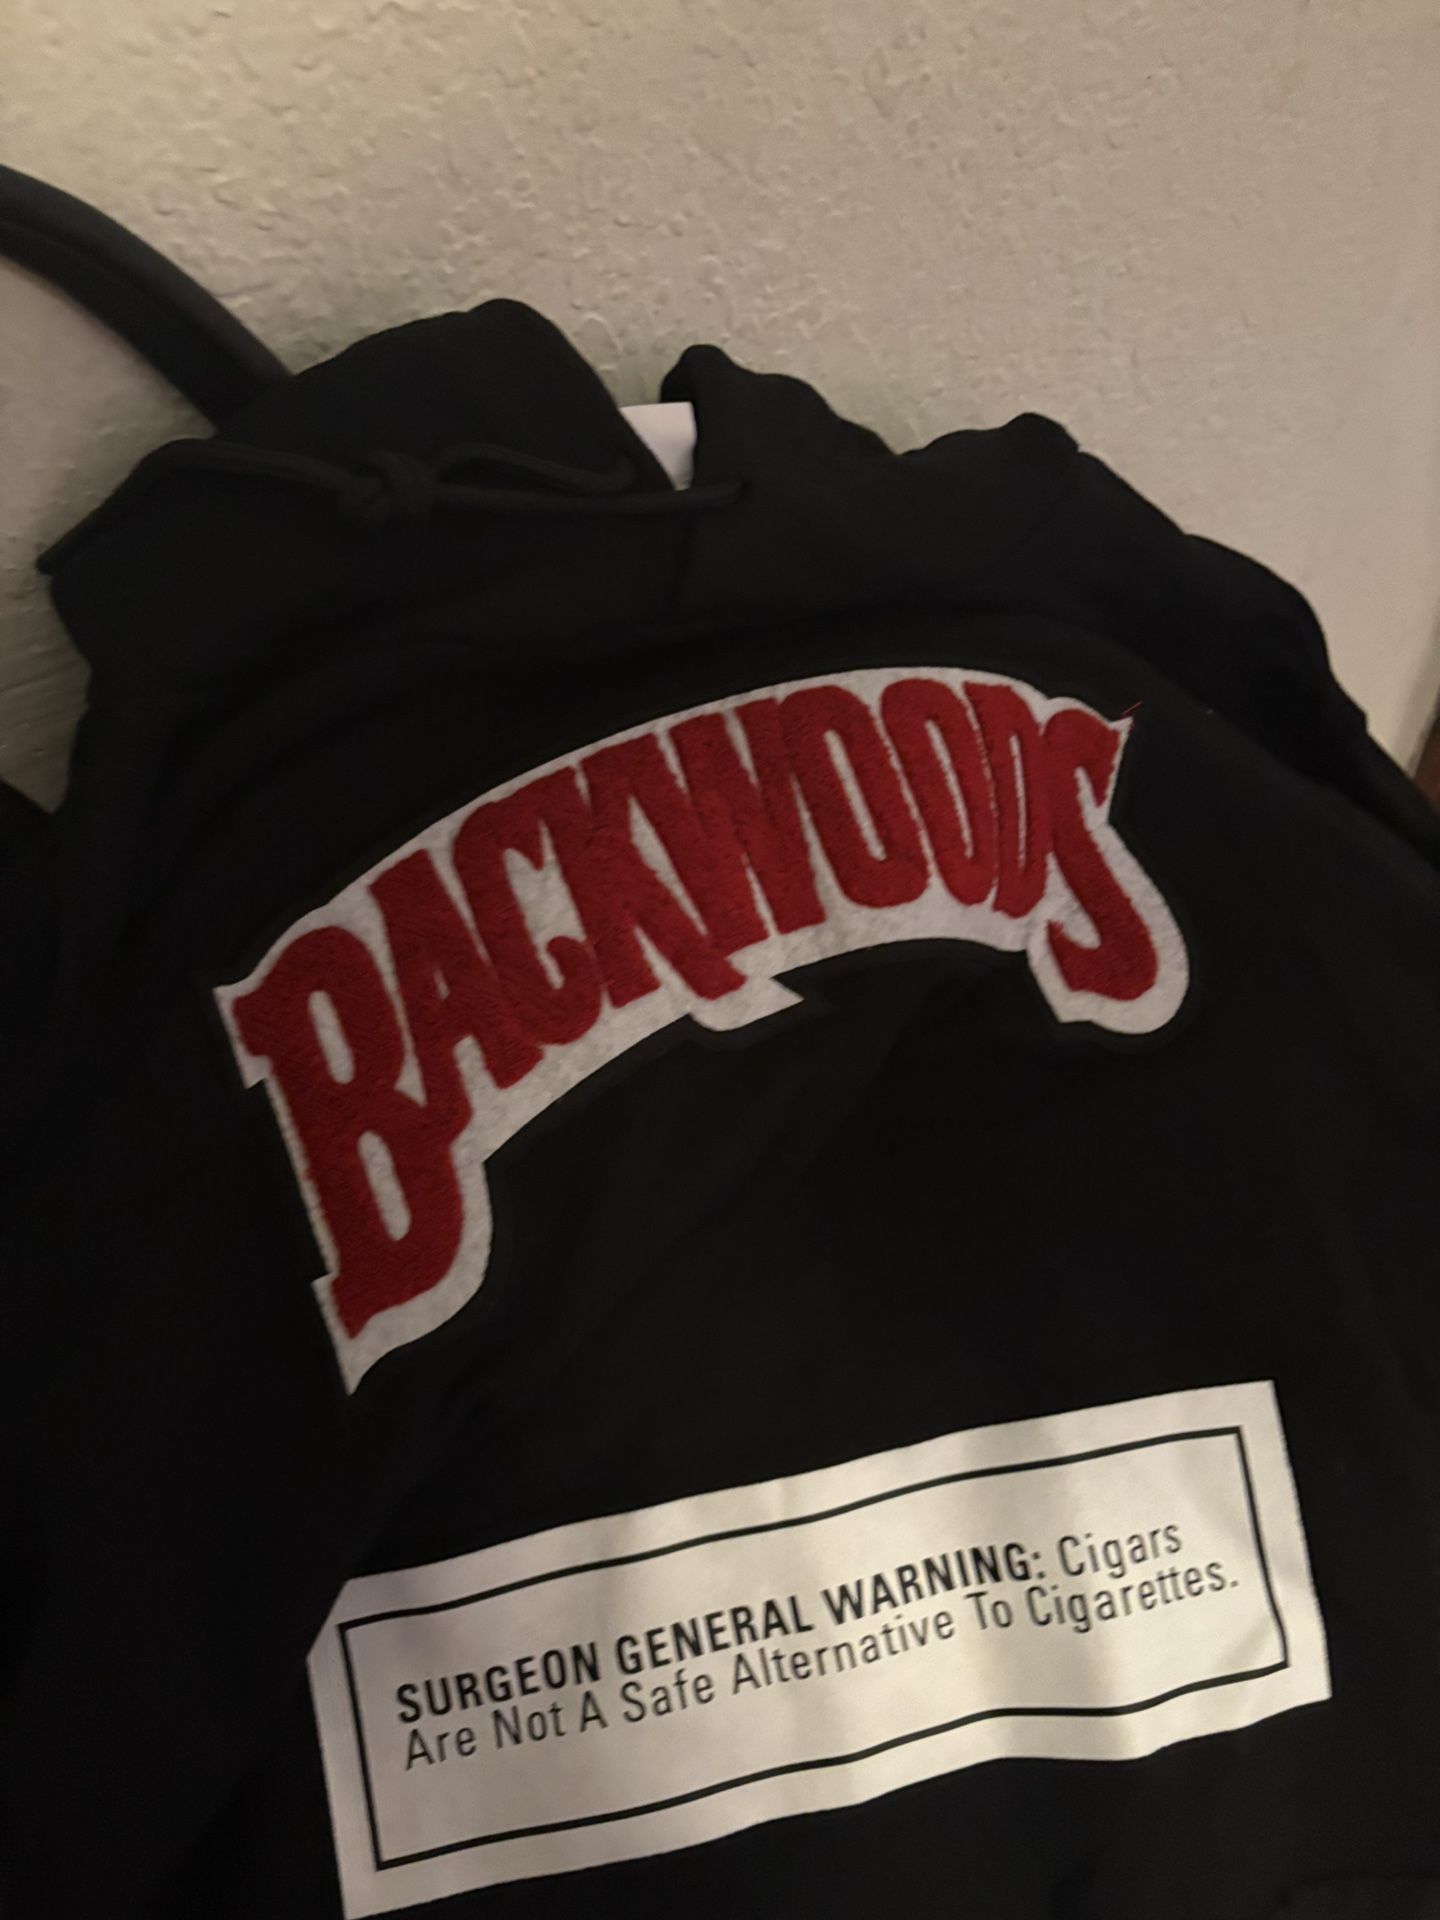 BACKWOODS
SURGEON GENERAL WARNING: Cigars
Are Not A Safe Alternative To Cigarettes.